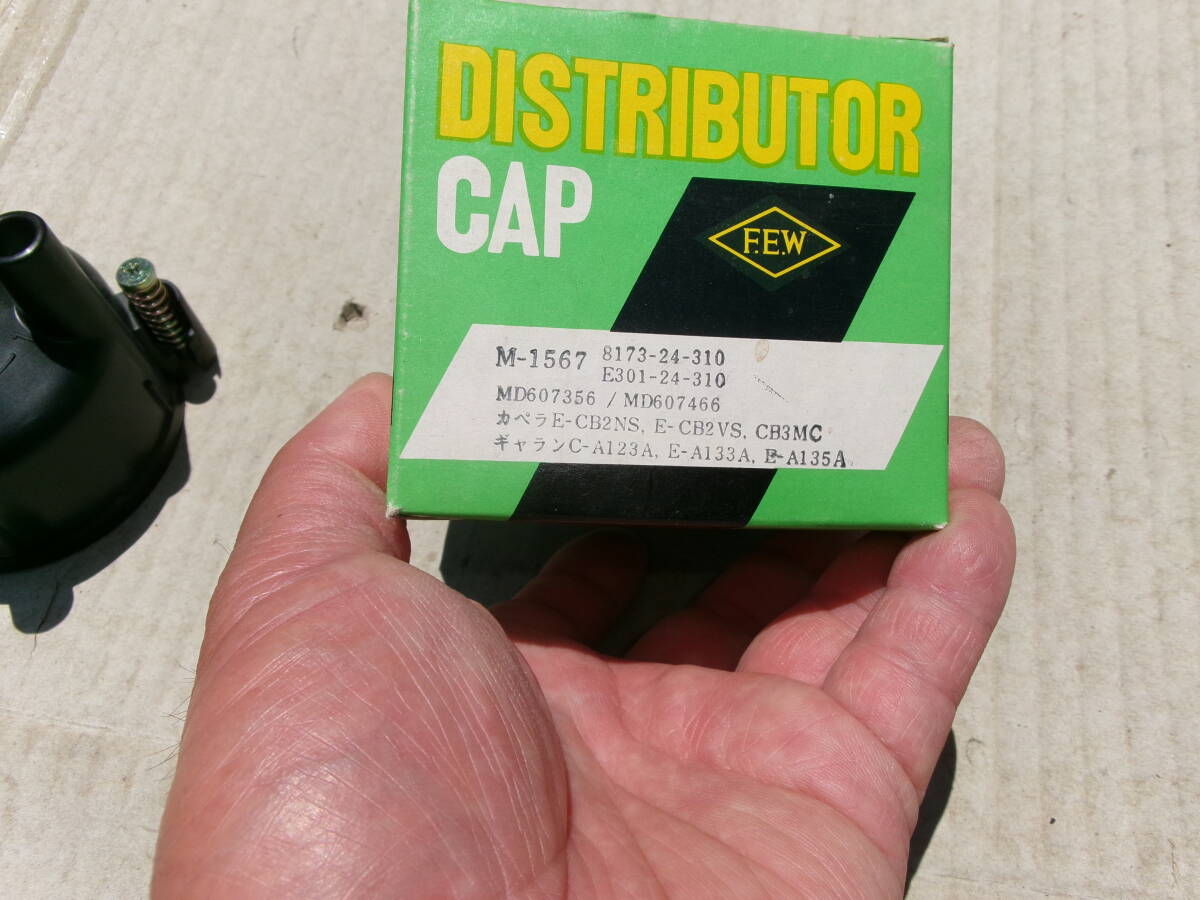 DISTRIBUTOR
CAP
F.E.W
M-1567 8173-24-310
E301-24-310
MD607356 / MD607466
カペラE-CB2NS, E-CB2VS, CB3MC
ギャランC-A123A, E-A133A, E-A135A